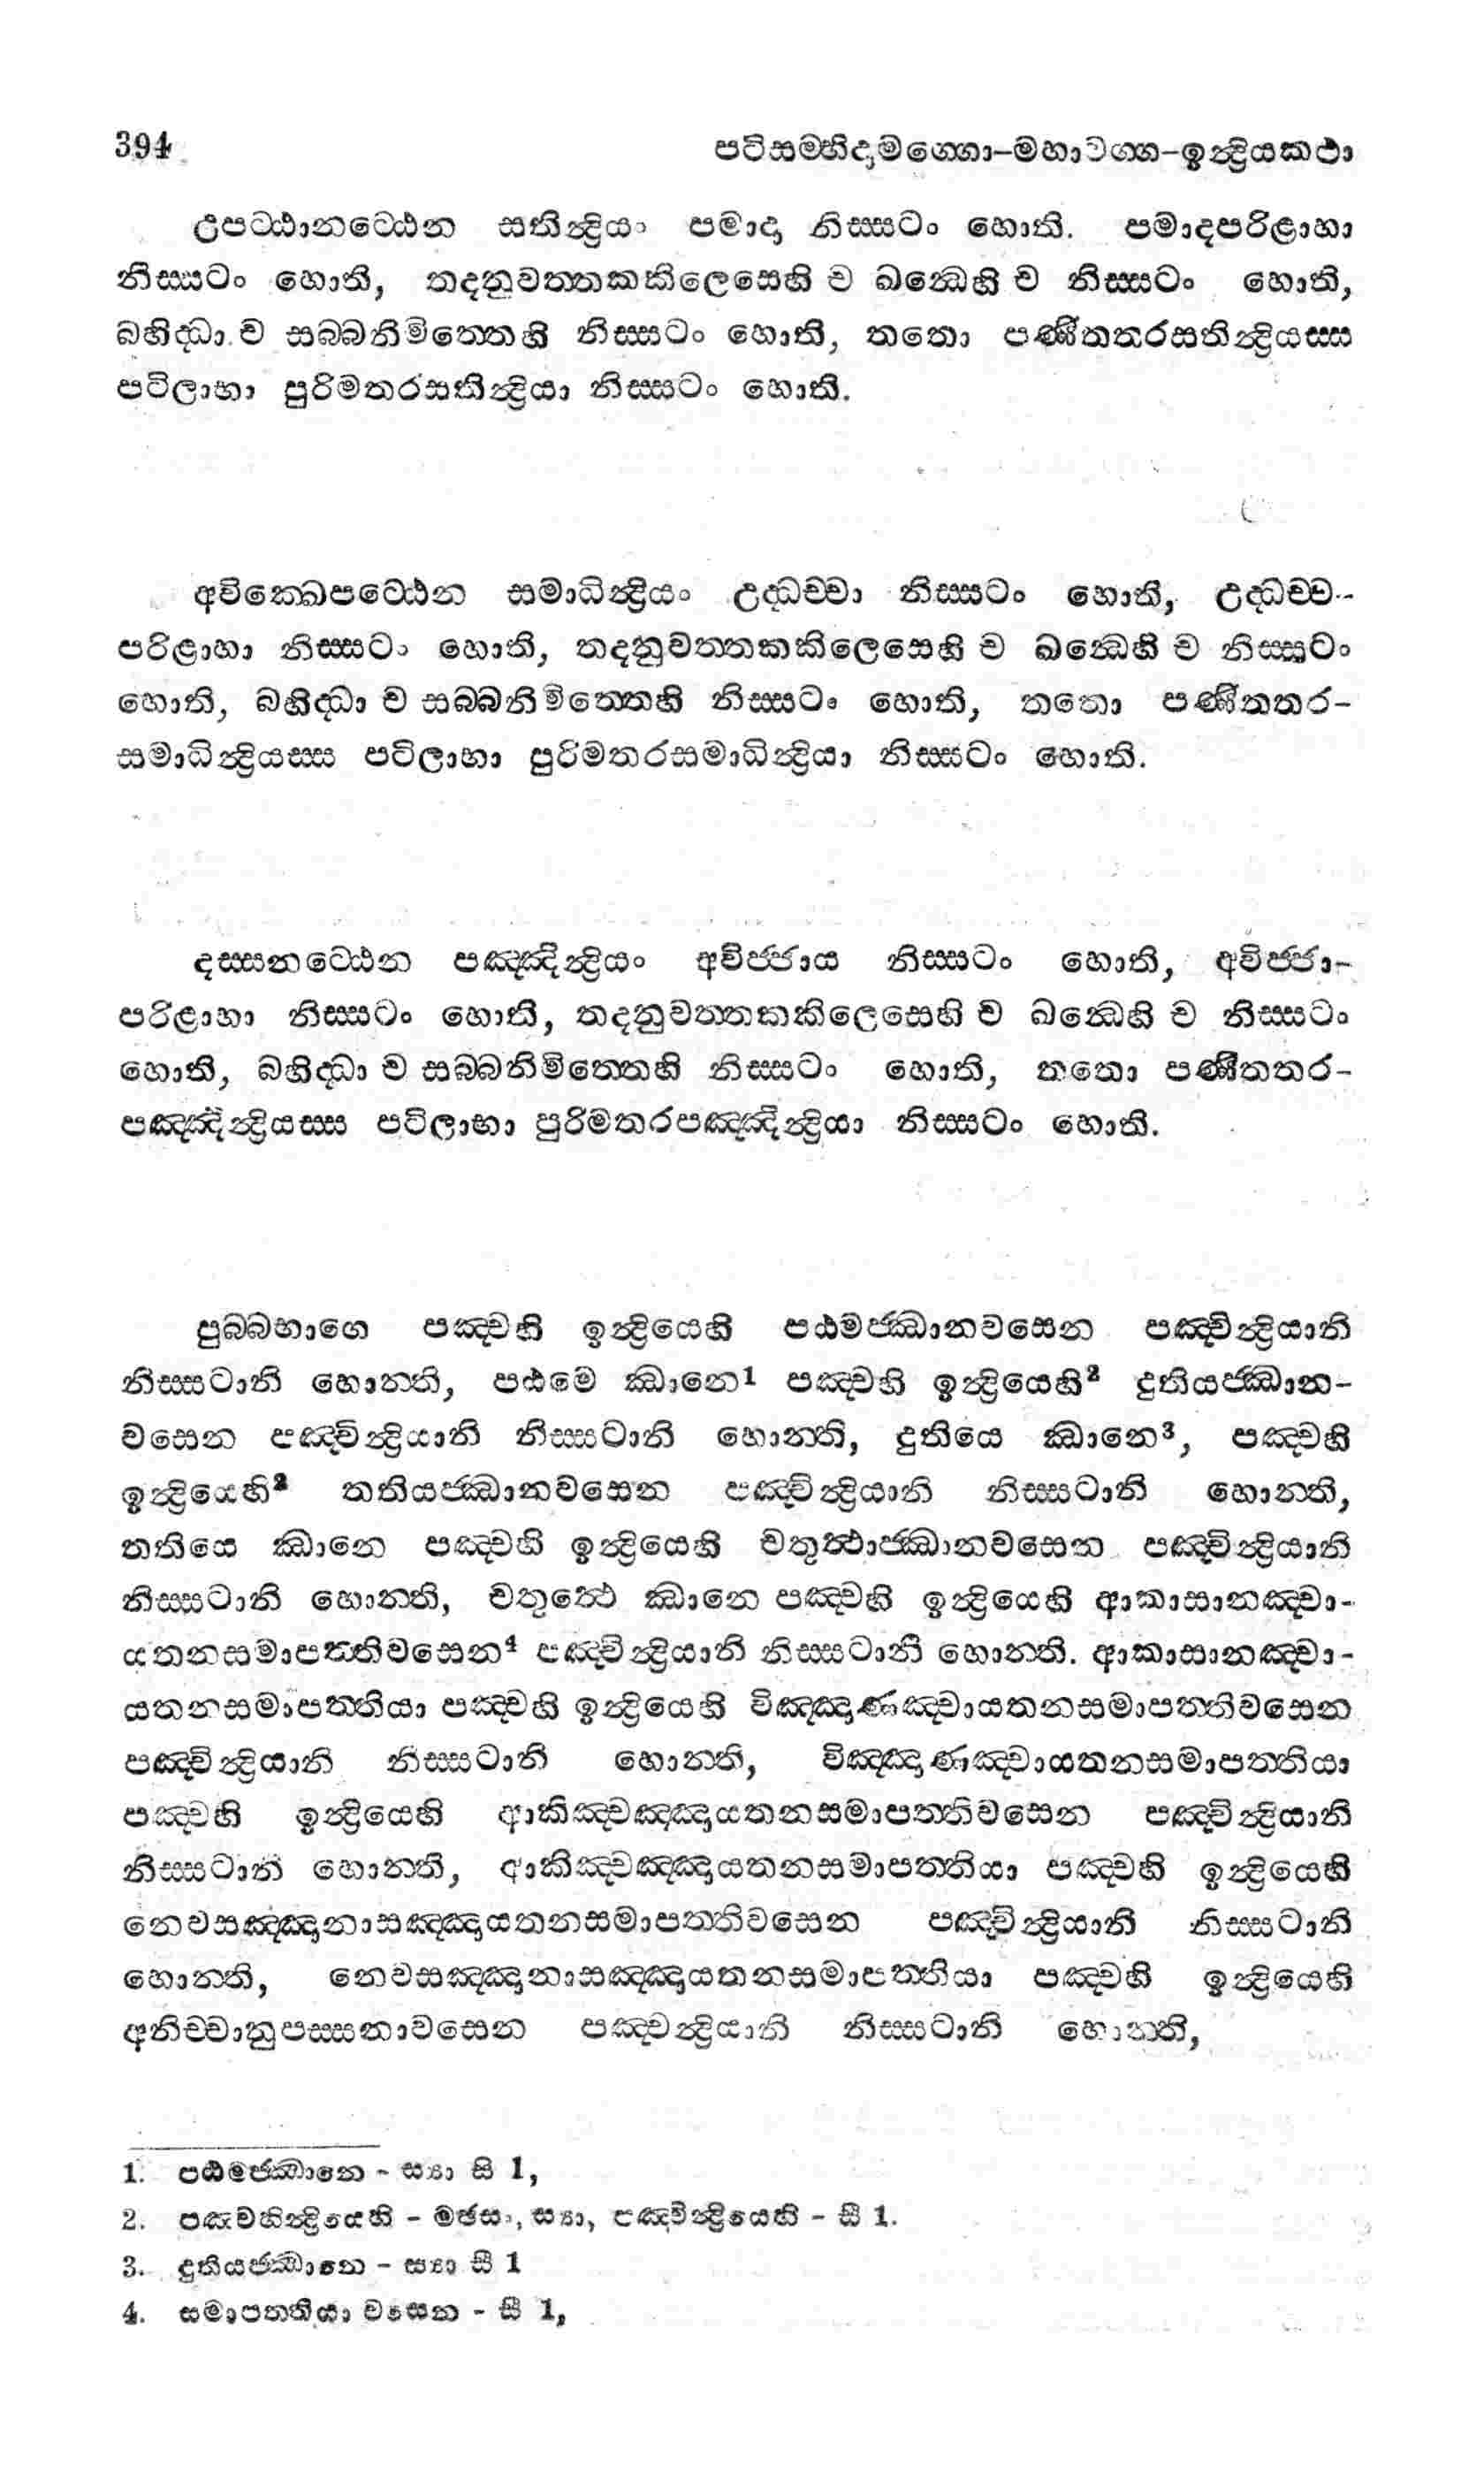 394 පටිසම්භිදාමග්ගො–මහාවග්ග–ඉන්ද්‍රියකථා
උපට්ඨානට්ඨෙන සතින්ද්‍රියං පමාදා නිස්සටං හොති. පමාදපරිළාහා
නිස්සටං හොති, තදනුවත්තකකිලෙසෙහි ච ඛන්ධෙහි ච නිස්සටං හොති,
බහිද්ධා ච සබ්බනිමිත්තෙහි නිස්සටං හොති, තතො පණීතතරසතින්ද්‍රියස්ස
පටිලාභා පුරිමතරසතින්ද්‍රියා නිස්සටං හොති.
අවික්ඛෙපට්ඨෙන සමාධින්ද්‍රියං උද්ධච්චා නිස්සටං හොති, උද්ධච්ච-
පරිළාහා නිස්සටං හොති, තදනුවත්තකකිලෙසෙහි ච ඛන්ධෙහි ච නිස්සටං
හොති, බහිද්ධා ච සබ්බනිමිත්තෙහි නිස්සටං හොති, තතො පණීතතර-
සමාධින්ද්‍රියස්ස පටිලාභා පුරිමතරසමාධින්ද්‍රියා නිස්සටං හොති.
දස්සනට්ඨෙන පඤ්ඤින්ද්‍රියං අවිජ්ජාය නිස්සටං හොති, අවිජ්ජා-
පරිළාහා නිස්සටං හොති, තදනුවත්තකකිලෙසෙහි ච ඛන්ධෙහි ච නිස්සටං
හොති, බහිද්ධා ච සබ්බනිමිත්තෙහි නිස්සටං හොති, තතො පණීතතර-
පඤ්ඤින්ද්‍රියස්ස පටිලාභා පුරිමතරපඤ්ඤින්ද්‍රියා නිස්සටං හොති.
පුබ්බභාගෙ පඤ්චහි ඉන්ද්‍රියෙහි පඨමජ්ඣානවසෙන පඤ්චින්ද්‍රියානි
නිස්සටානි හොන්ති, පඨමෙ ඣානෙ1 පඤ්චහි ඉන්ද්‍රියෙහි2 දුතියජ්ඣාන-
වසෙන පඤ්චින්ද්‍රියානි නිස්සටානි හොන්ති, දුතියෙ ඣානෙ3, පඤ්චහි
ඉන්ද්‍රියෙහි2 තතියජ්ඣානවසෙන පඤ්චින්ද්‍රියානි නිස්සටානි හොන්ති,
තතියෙ ඣානෙ පඤ්චහි ඉන්ද්‍රියෙහි චතුත්ථාජ්ඣානවසෙන පඤ්චින්ද්‍රියානි
නිස්සටානි හොන්ති, චතුත්ථෙ ඣානෙ පඤ්චහි ඉන්ද්‍රියෙහි ආකාසානඤ්චා-
යතනසමාපත්තිවසෙන4 පඤ්චින්ද්‍රියානි නිස්සටානි හොන්ති. ආකාසානඤ්චා-
යතනසමාපත්තියා පඤ්චහි ඉන්ද්‍රියෙහි විඤ්ඤාණඤ්චායතනසමාපත්තිවසෙන
පඤ්චින්ද්‍රියානි නිස්සටානි හොන්ති, විඤ්ඤාණඤ්චායතනසමාපත්තියා
පඤ්චහි ඉන්ද්‍රියෙහි ආකිඤ්චඤ්ඤායතනසමාපත්තිවසෙන පඤ්චින්ද්‍රියානි
නිස්සටානි හොන්ති, ආකිඤ්චඤ්ඤායතනසමාපත්තියා පඤ්චහි ඉන්ද්‍රියෙහි
නෙවසඤ්ඤානාසඤ්ඤායතනසමාපත්තිවසෙන පඤ්චින්ද්‍රියානි නිස්සටානි
හොන්ති, නෙවසඤ්ඤානාසඤ්ඤායතනසමාපත්තියා පඤ්චහි ඉන්ද්‍රියෙහි
අනිච්චානුපස්සනාවසෙන පඤ්චන්ද්‍රියානි නිස්සටානි හොන්ති,
1. පඨමජ්ඣානෙ - ස්‍යා සි 1,
2. පඤ්චහින්ද්‍රියෙහි - මඡසං, ස්‍යා, පඤ්චින්ද්‍රියෙහි - සී 1.
3. දුතියජ්ඣානෙ - ස්‍යා සී 1
4. සමාපත්තියා වසෙන - සී 1,